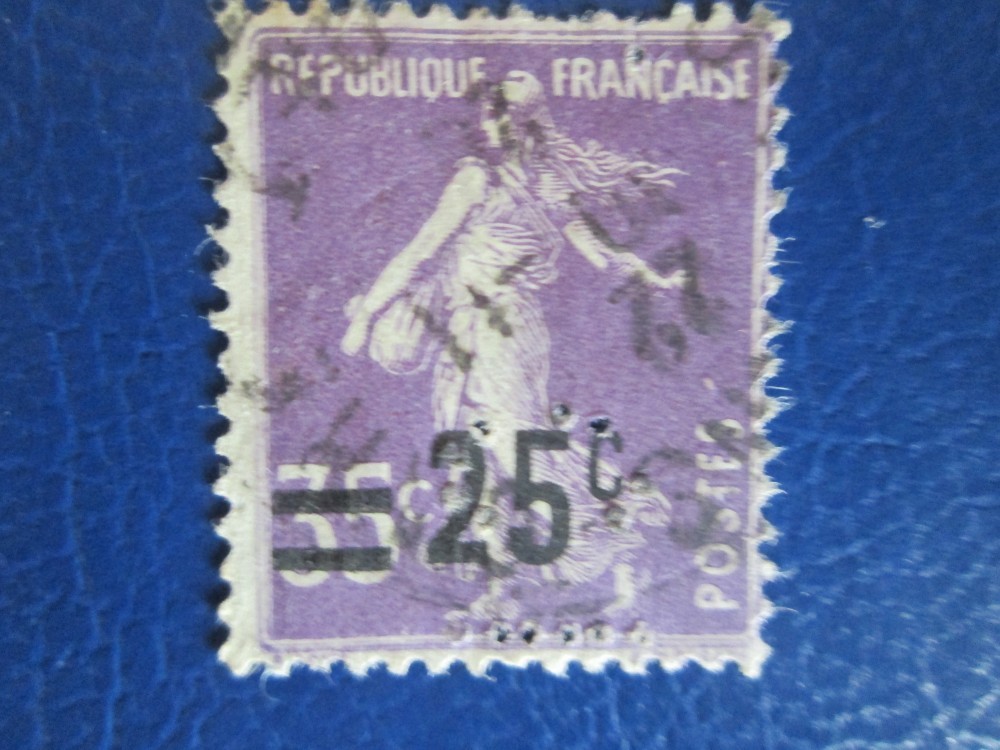 REPUBLIQUE FRANÇAISE
35c 25c
POSTES